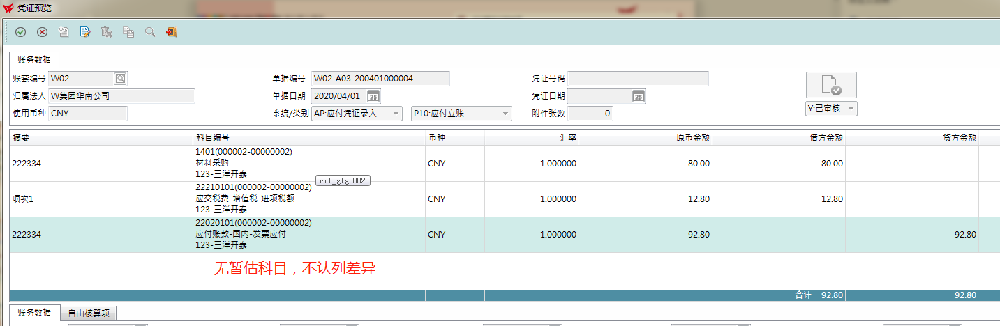 凭证预览
账务数据
账套编号 W02 单据编号 W02-A03-200401000004 凭证号码
归属法人 W集团华南公司 单据日期 2020/04/01 25 凭证日期 25
使用币种 CNY 系统/类别 AP:应付凭证录入 P10:应付立账 附件张数 0 Y:已审核
摘要 科目编号 币种 汇率 原币金额 借方金额 贷方金额
1401(000002-00000002)
222334 材料采购 CNY 1.000000 80.00 80.00
123-三洋开泰
cmt_glgb002
22210101(000002-00000002)
项次1 应交税费-增值税-进项税额 CNY 1.000000 12.80 12.80
123-三洋开泰
22020101(000002-00000002)
222334 应付账款-国内-发票应付 CNY 1.000000 92.80 92.80
123-三洋开泰
无暂估科目，不认列差异
合计 92.80 92.80
账务数据 自由核算项